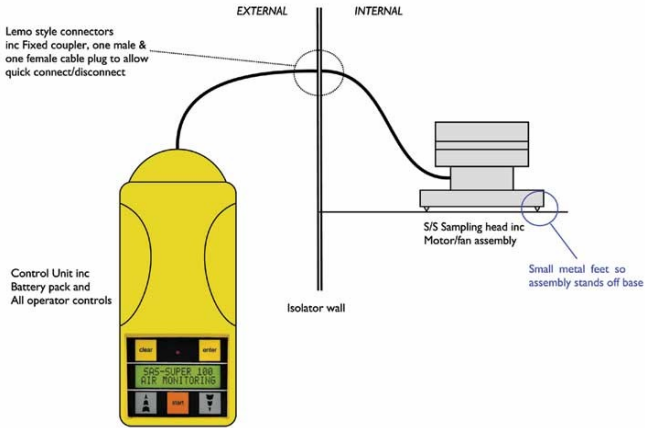 EXTERNAL
INTERNAL
Lemo style connectors
inc Fixed coupler, one male &
one female cable plug to allow
quick connect/disconnect
S/S Sampling head inc
Motor/fan assembly
Small metal feet so
assembly stands off base
Control Unit inc
Battery pack and
All operator controls
Isolator wall
clear
enter
SAS-SUPER 100
AIR MONITORING
start